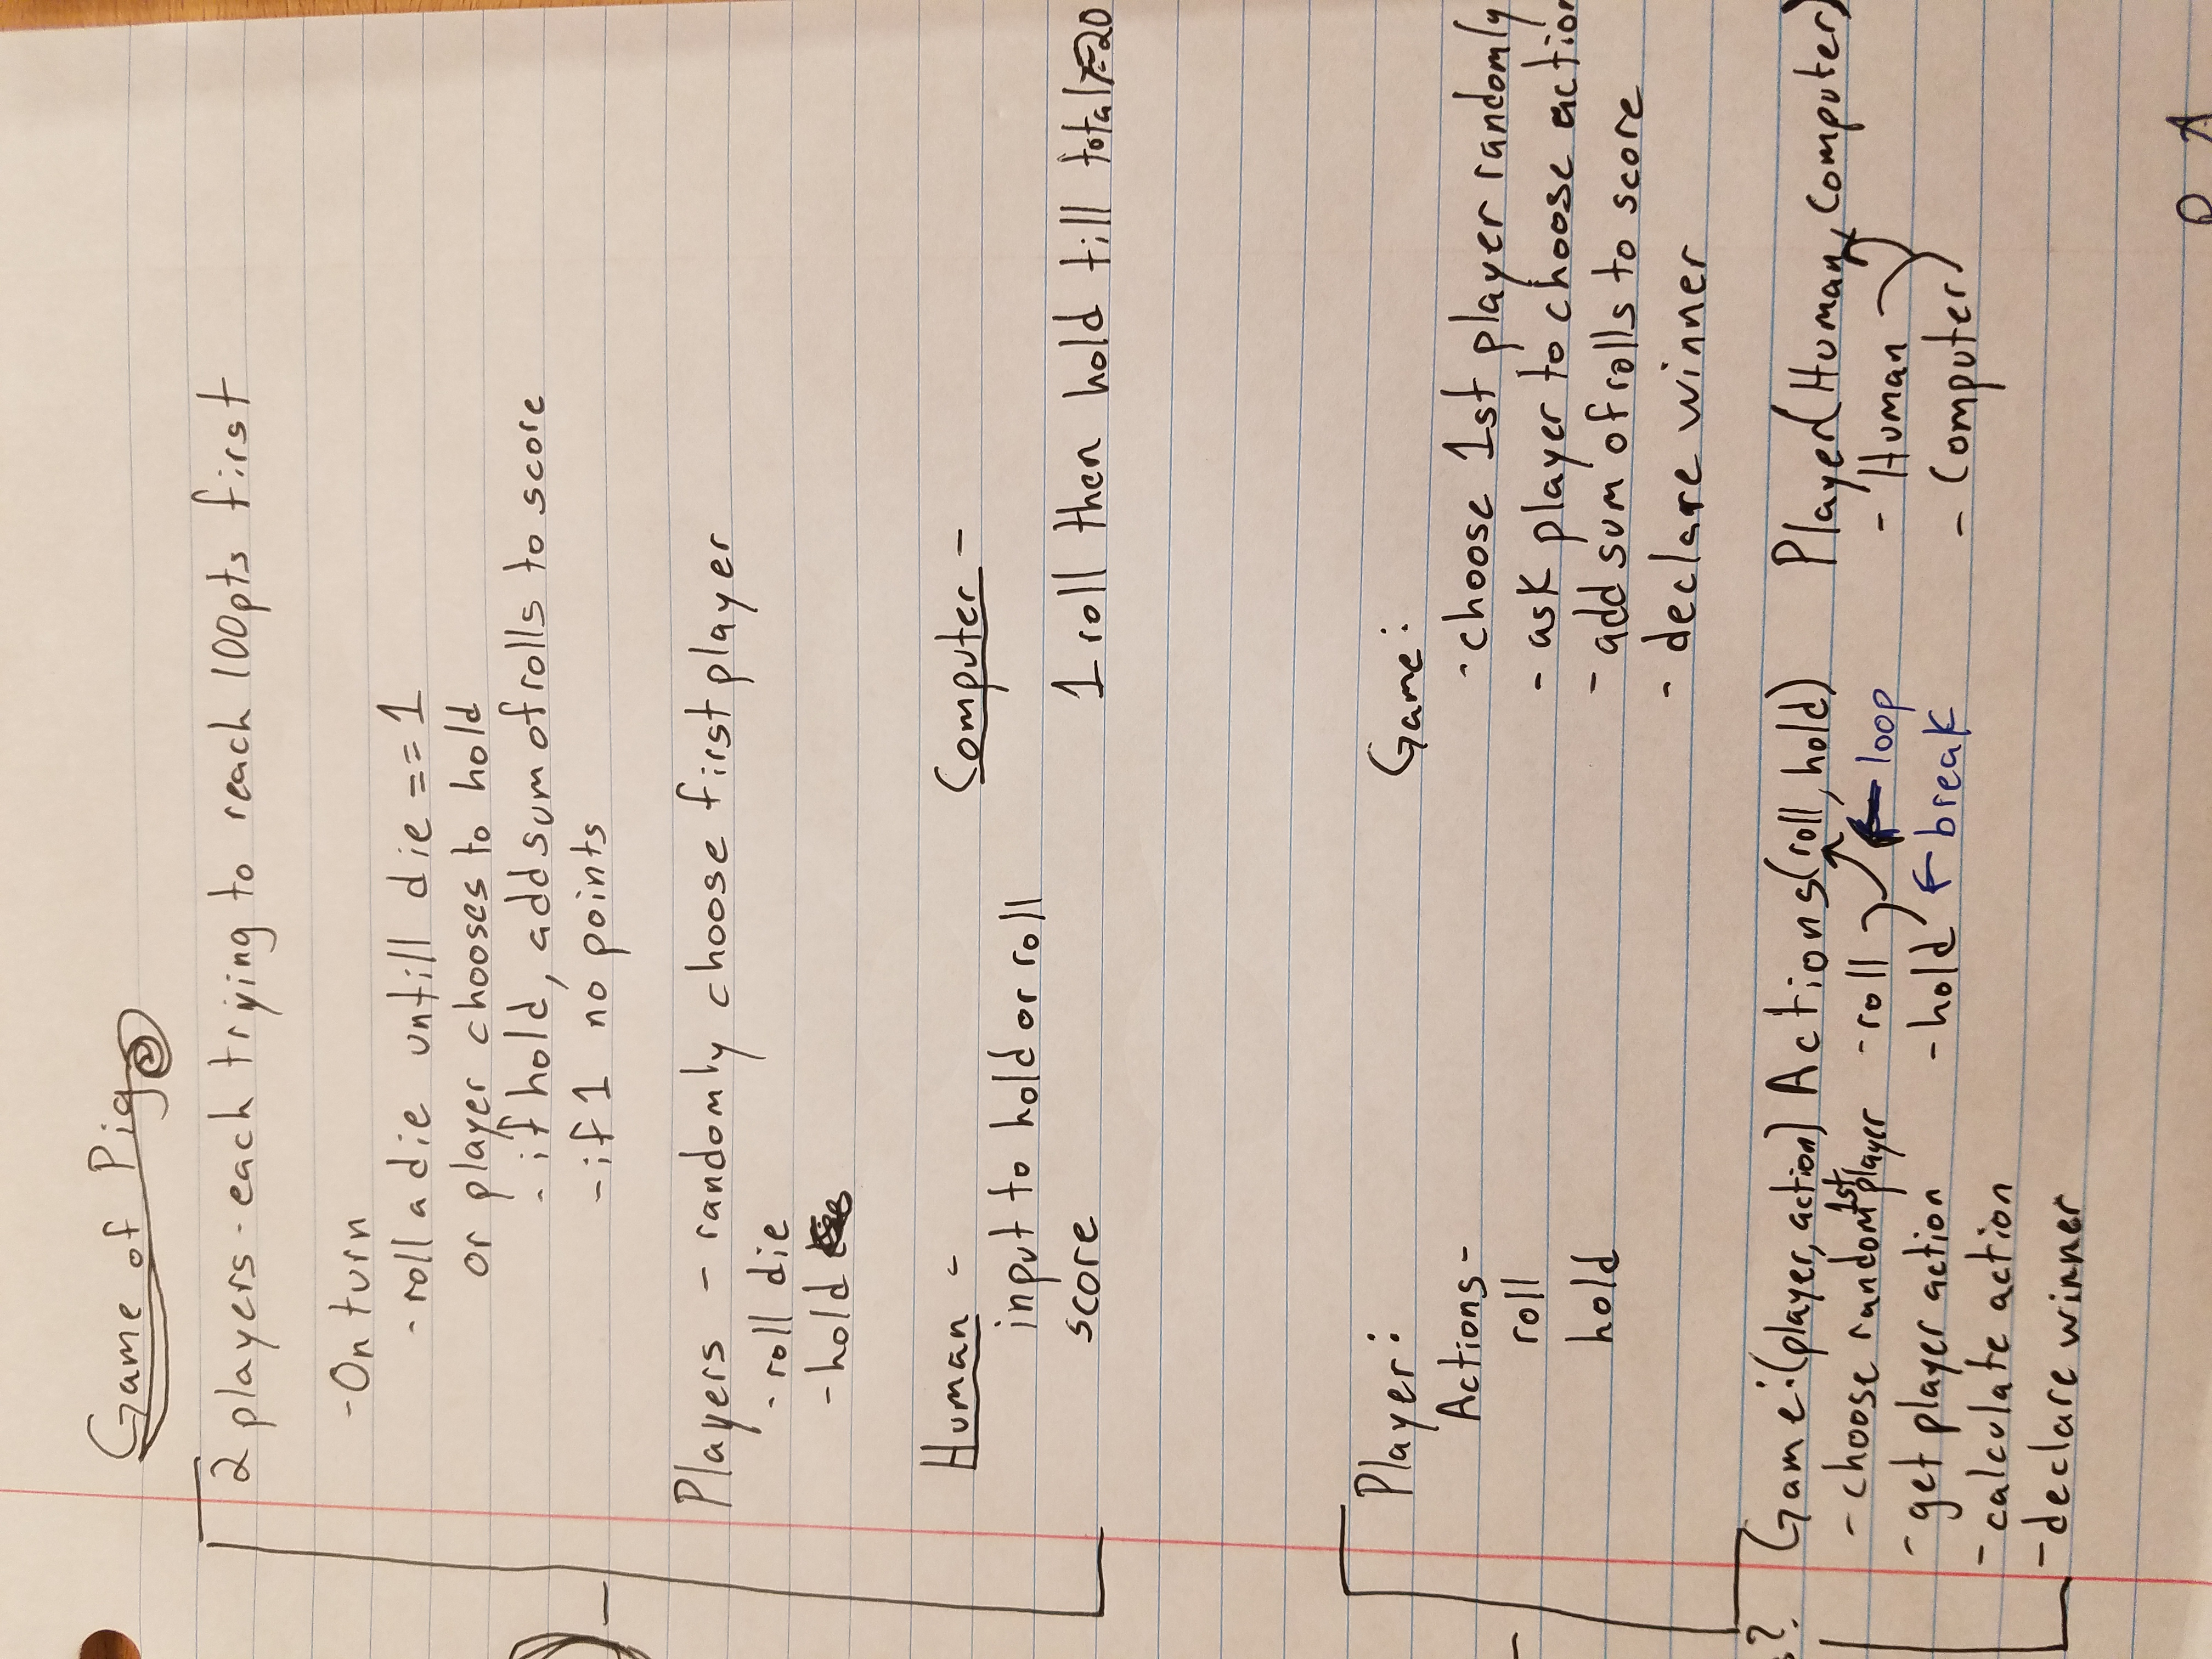 Game of Pig
2 players - each trying to reach 100pts first
- On turn
- roll a die untill die == 1
or player chooses to hold
- if hold, add sum of rolls to score
- if 1 no points
Players - randomly choose first player
- roll die
- hold
Human -
input to hold or roll
score
Computer -
1 roll then hold till total 20
Player:
Actions -
roll
hold
Game:
- choose 1st player randomly
- ask player to choose action
- add sum of rolls to score
- declare winner
?
Game:(player, action)
- choose random 1st player
- get player action
- calculate action
- declare winner
Actions(roll, hold)
- roll ← loop
- hold ← break
Player(Human, Computer)
- Human
- Computer